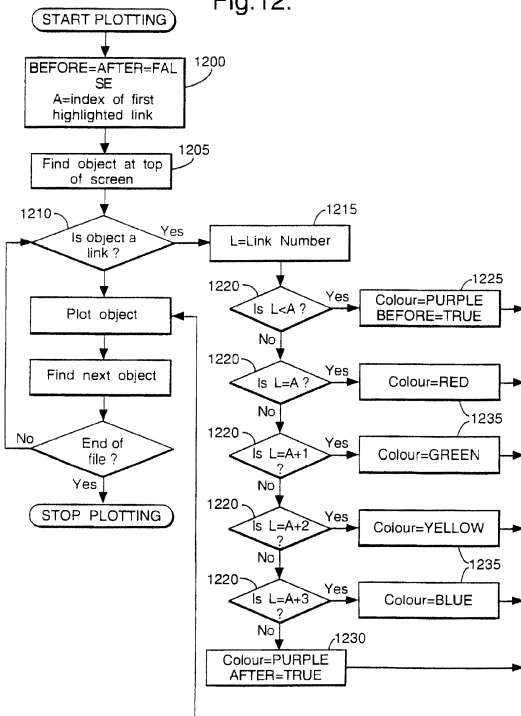 Fig.12.
START PLOTTING
BEFORE=AFTER=FAL
SE
A=index of first
highlighted link
1200
Find object at top
of screen
1205
1210
Is object a
link ?
Yes
Plot object
Find next object
End of
file ?
No
Yes
STOP PLOTTING
1215
L=Link Number
1220
Is L<A ?
Yes
No
1225
Colour=PURPLE
BEFORE=TRUE
1220
Is L=A ?
Yes
No
Colour=RED
1235
1220
Is L=A+1
?
Yes
No
Colour=GREEN
1220
Is L=A+2
?
Yes
No
Colour=YELLOW
1235
1220
Is L=A+3
?
Yes
No
Colour=BLUE
1230
Colour=PURPLE
AFTER=TRUE